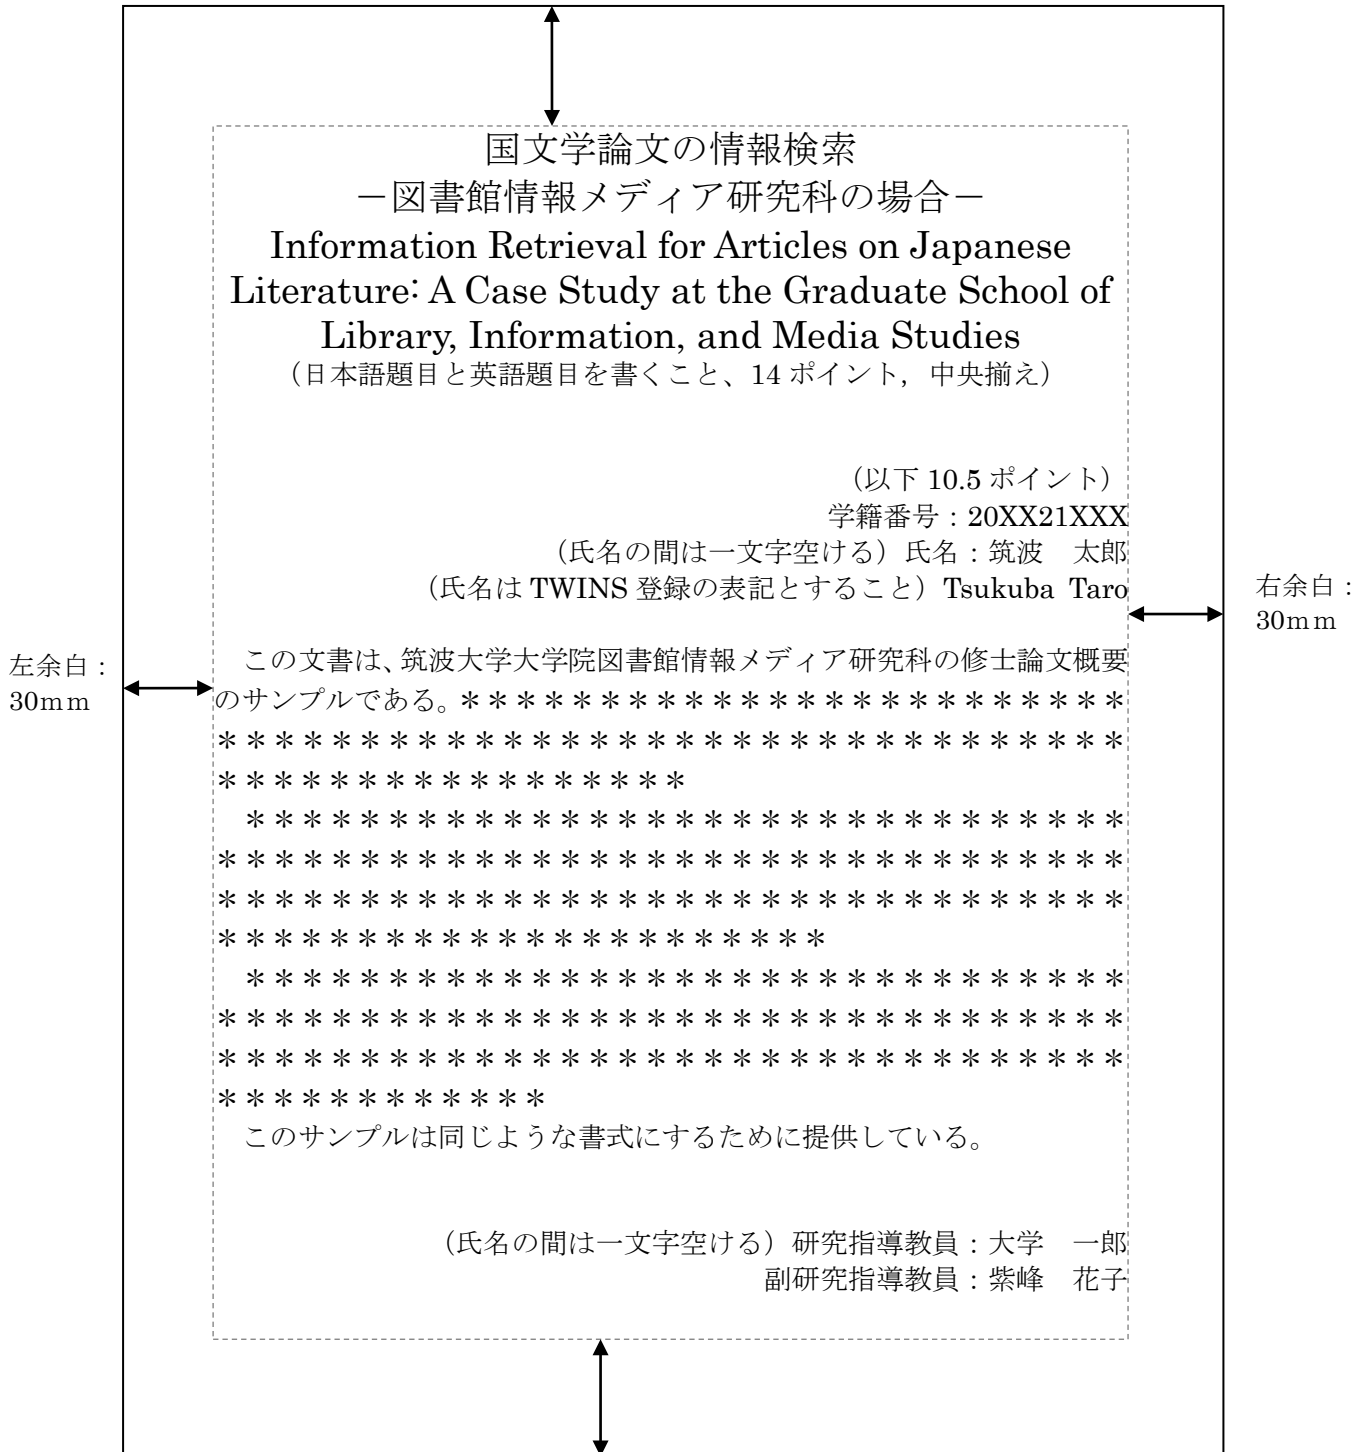 国文学論文の情報検索
－図書館情報メディア研究科の場合－
Information Retrieval for Articles on Japanese
Literature: A Case Study at the Graduate School of
Library, Information, and Media Studies
（日本語題目と英語題目を書くこと、14 ポイント，中央揃え）
（以下 10.5 ポイント）
学籍番号：20XX21XXX
（氏名の間は一文字空ける）氏名：筑波　太郎
（氏名は TWINS 登録の表記とすること）Tsukuba Taro
右余白：
30mm
左余白：
30mm
　この文書は、筑波大学大学院図書館情報メディア研究科の修士論文概要
のサンプルである。＊＊＊＊＊＊＊＊＊＊＊＊＊＊＊＊＊＊＊＊＊＊＊＊
＊＊＊＊＊＊＊＊＊＊＊＊＊＊＊＊＊＊＊＊＊＊＊＊＊＊＊＊＊＊＊＊
＊＊＊＊＊＊＊＊＊＊＊＊＊＊＊＊＊
　＊＊＊＊＊＊＊＊＊＊＊＊＊＊＊＊＊＊＊＊＊＊＊＊＊＊＊＊＊＊＊
＊＊＊＊＊＊＊＊＊＊＊＊＊＊＊＊＊＊＊＊＊＊＊＊＊＊＊＊＊＊＊＊
＊＊＊＊＊＊＊＊＊＊＊＊＊＊＊＊＊＊＊＊＊＊＊＊＊＊＊＊＊＊＊＊
＊＊＊＊＊＊＊＊＊＊＊＊＊＊＊＊＊＊＊＊＊＊
　＊＊＊＊＊＊＊＊＊＊＊＊＊＊＊＊＊＊＊＊＊＊＊＊＊＊＊＊＊＊＊
＊＊＊＊＊＊＊＊＊＊＊＊＊＊＊＊＊＊＊＊＊＊＊＊＊＊＊＊＊＊＊＊
＊＊＊＊＊＊＊＊＊＊＊＊＊＊＊＊＊＊＊＊＊＊＊＊＊＊＊＊＊＊＊＊
＊＊＊＊＊＊＊＊＊＊＊＊
　このサンプルは同じような書式にするために提供している。
（氏名の間は一文字空ける）研究指導教員：大学　一郎
副研究指導教員：紫峰　花子